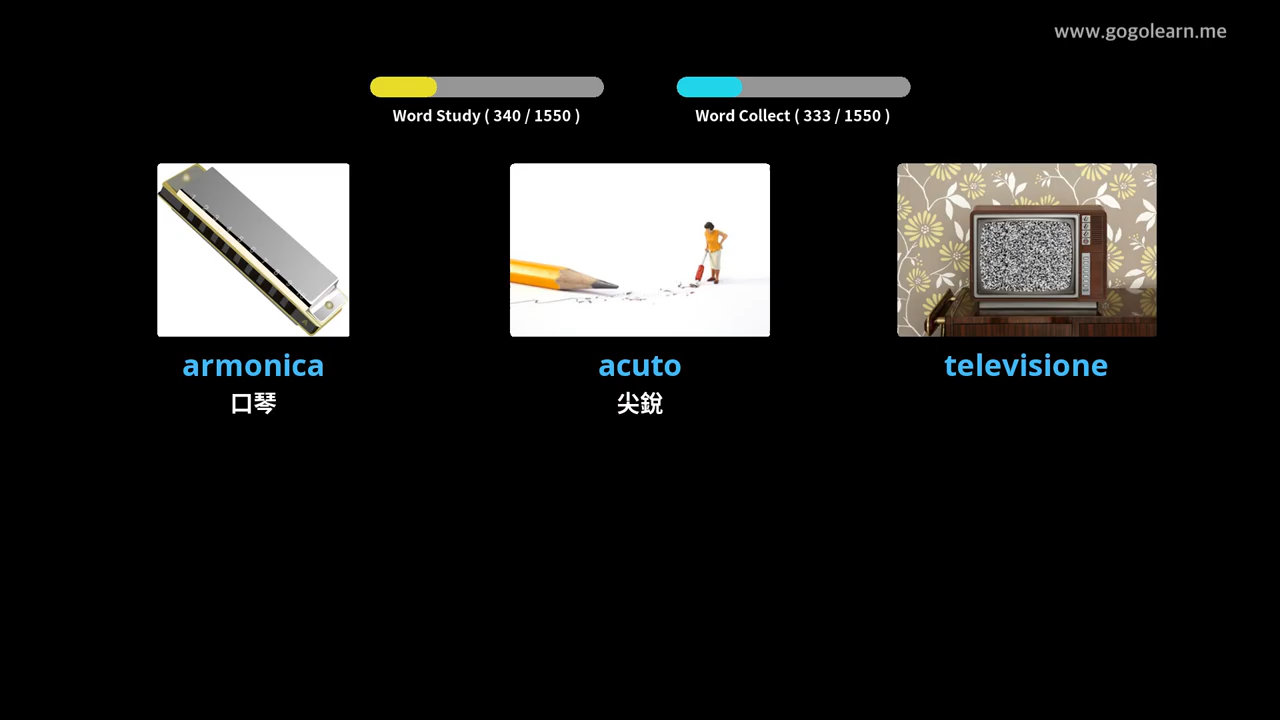 www.gogolearn.me
Word Study ( 340 / 1550 )
Word Collect ( 333 / 1550 )
armonica
acuto
televisione
口琴
尖銳